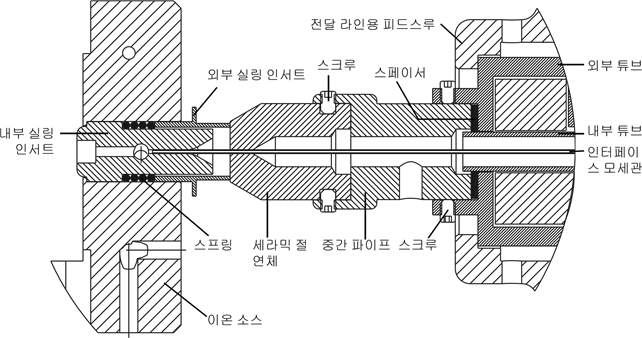 전달 라인용 피드스루
외부 실링 인서트
스크루
스페이서
외부 튜브
내부 실링
인서트
내부 튜브
인터페이
스 모세관
스프링
세라믹 절
연체
중간 파이프
스크루
이온 소스